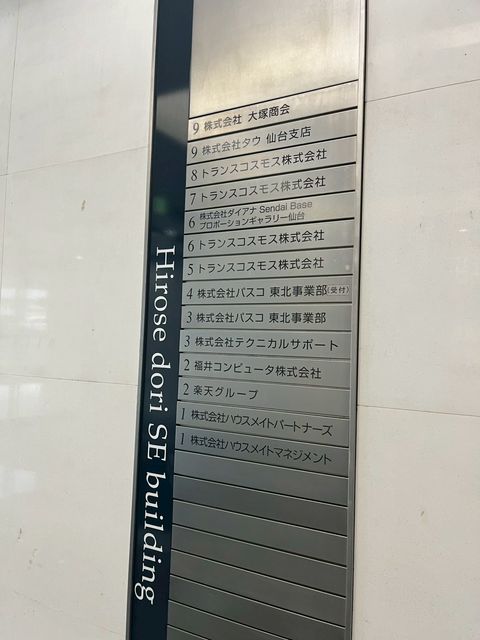 Hirose dori SE building
9 株式会社 大塚商会
9 株式会社タウ 仙台支店
8 トランスコスモス株式会社
7 トランスコスモス株式会社
6 株式会社ダイアナ Sendai Base
プロポーションギャラリー仙台
6 トランスコスモス株式会社
5 トランスコスモス株式会社
4 株式会社パスコ 東北事業部(受付)
3 株式会社パスコ 東北事業部
3 株式会社テクニカルサポート
2 福井コンピュータ株式会社
2 楽天グループ
1 株式会社ハウスメイトパートナーズ
1 株式会社ハウスメイトマネジメント